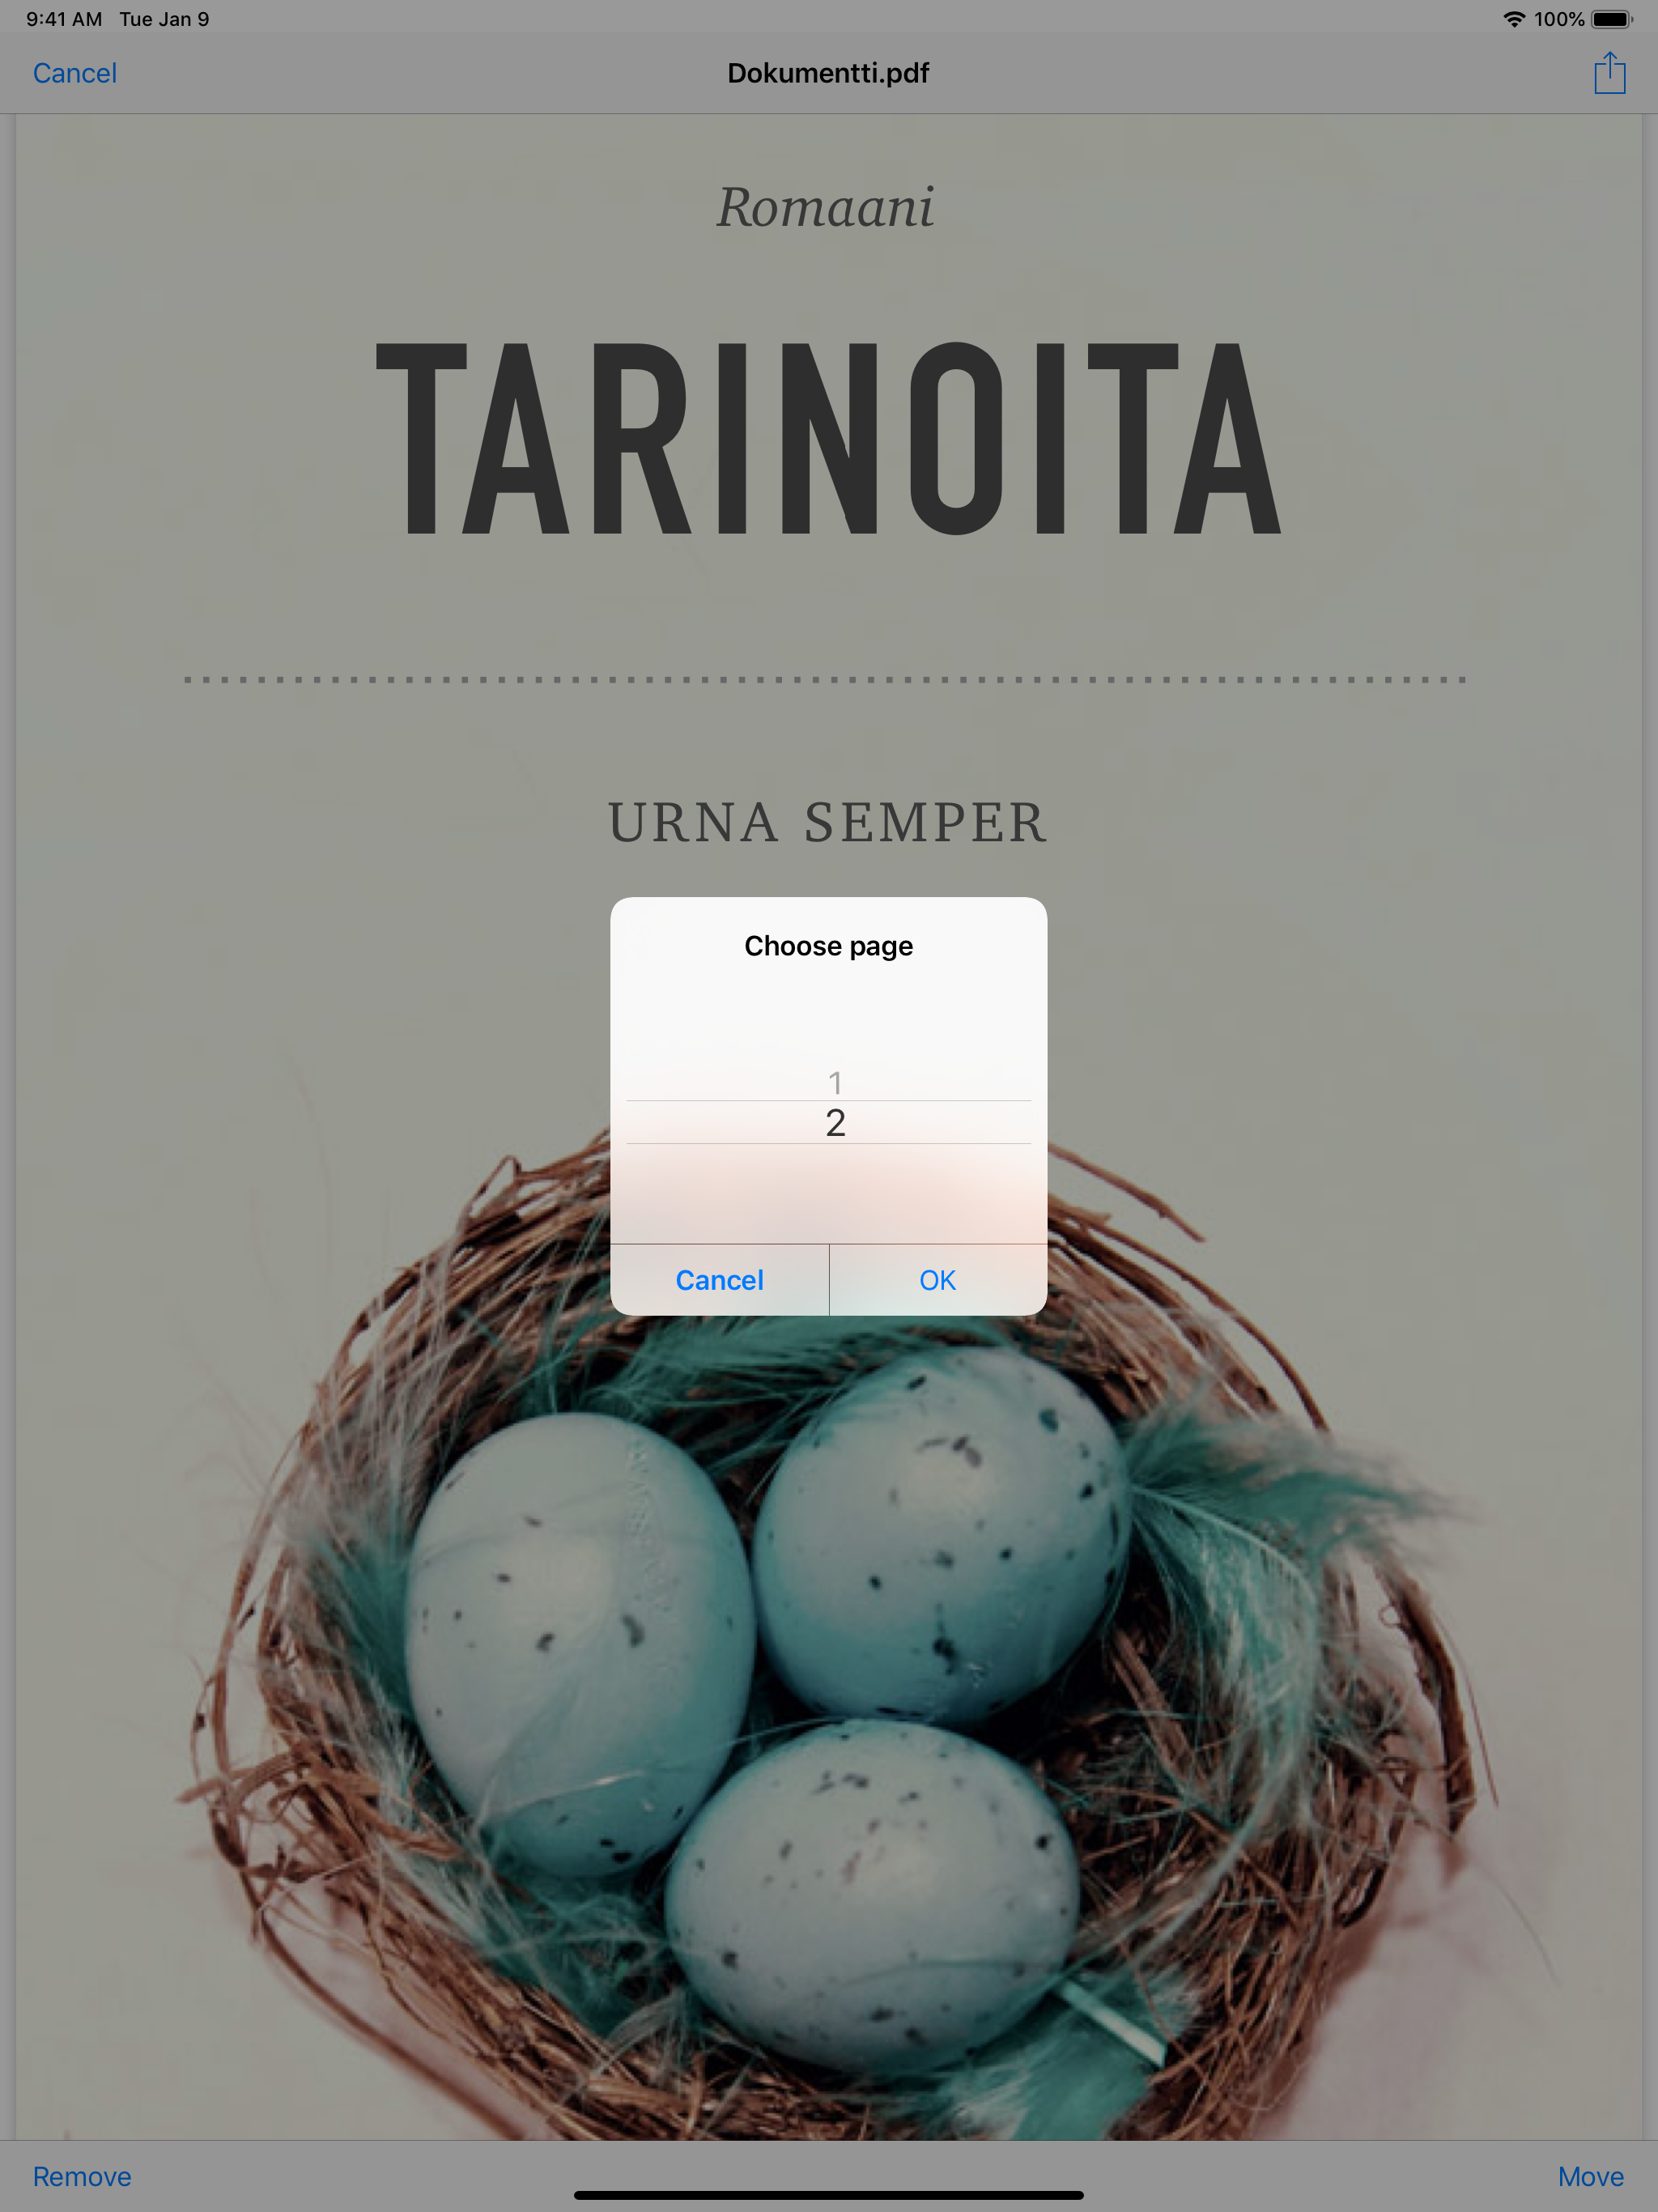 9:41 AM Tue Jan 9 100%
Cancel Dokumentti.pdf
Romaani
TARINOITA
URNA SEMPER
Choose page
1
2
Cancel OK
Remove Move